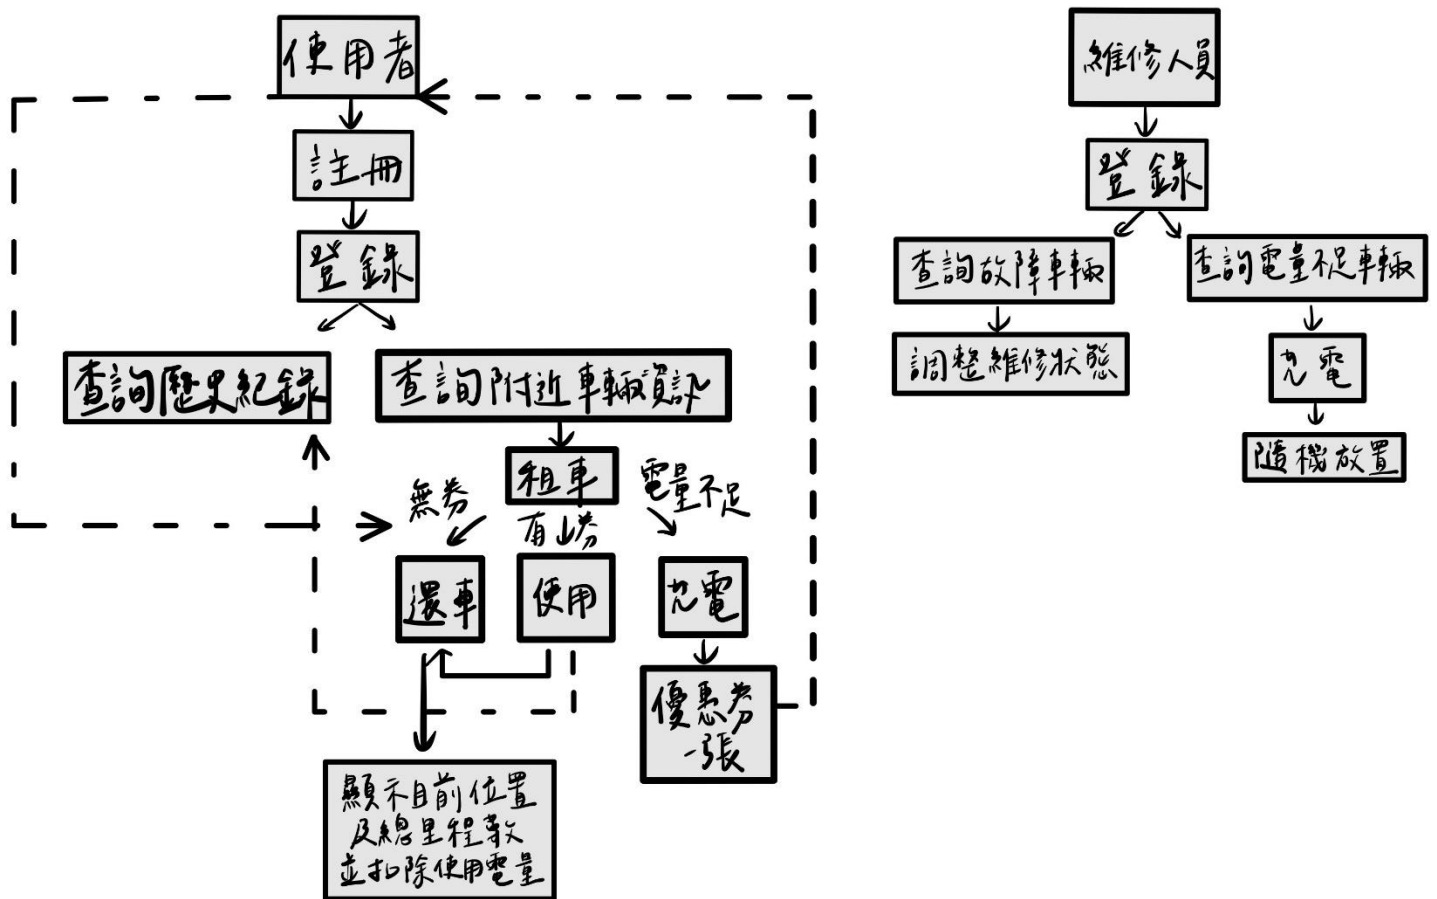 使用者
註冊
登錄
查詢歷史紀錄
查詢附近車輛資訊
租車
無券
有券
電量不足
還車
使用
充電
優惠券
一張
顯示目前位置
及總里程數
並扣除使用電量
維修人員
登錄
查詢故障車輛
查詢電量不足車輛
調整維修狀態
充電
隨機放置